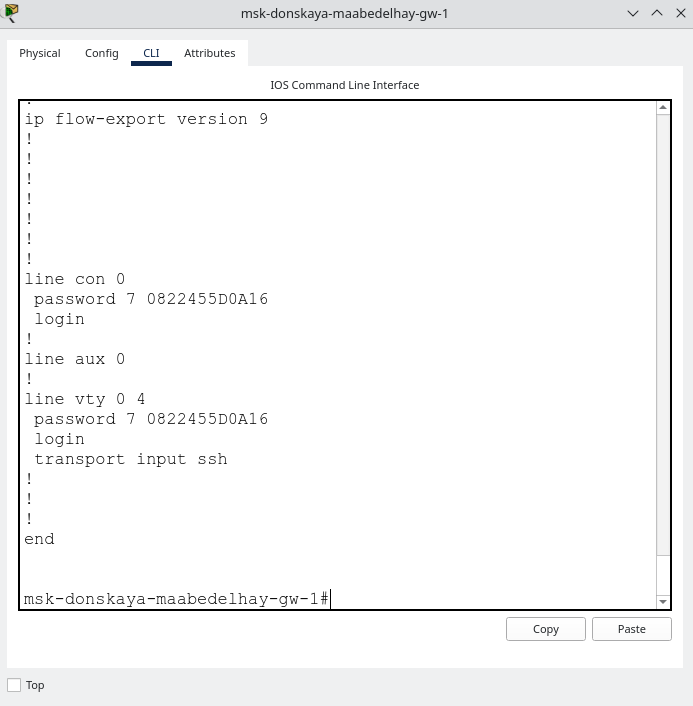 msk-donskaya-maabedelhay-gw-1
Physical Config CLI Attributes
IOS Command Line Interface
!
ip flow-export version 9
!
!
!
!
!
!
!
line con 0
password 7 0822455D0A16
login
!
line aux 0
!
line vty 0 4
password 7 0822455D0A16
login
transport input ssh
!
!
!
end
msk-donskaya-maabedelhay-gw-1#
Copy Paste
Top